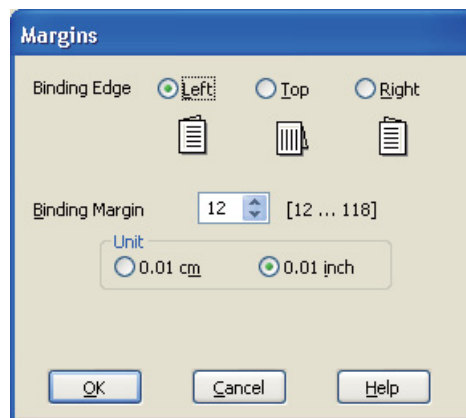 Margins
Binding Edge Left Top Right
Binding Margin 12 [12 ... 118]
Unit
0.01 cm 0.01 inch
OK Cancel Help